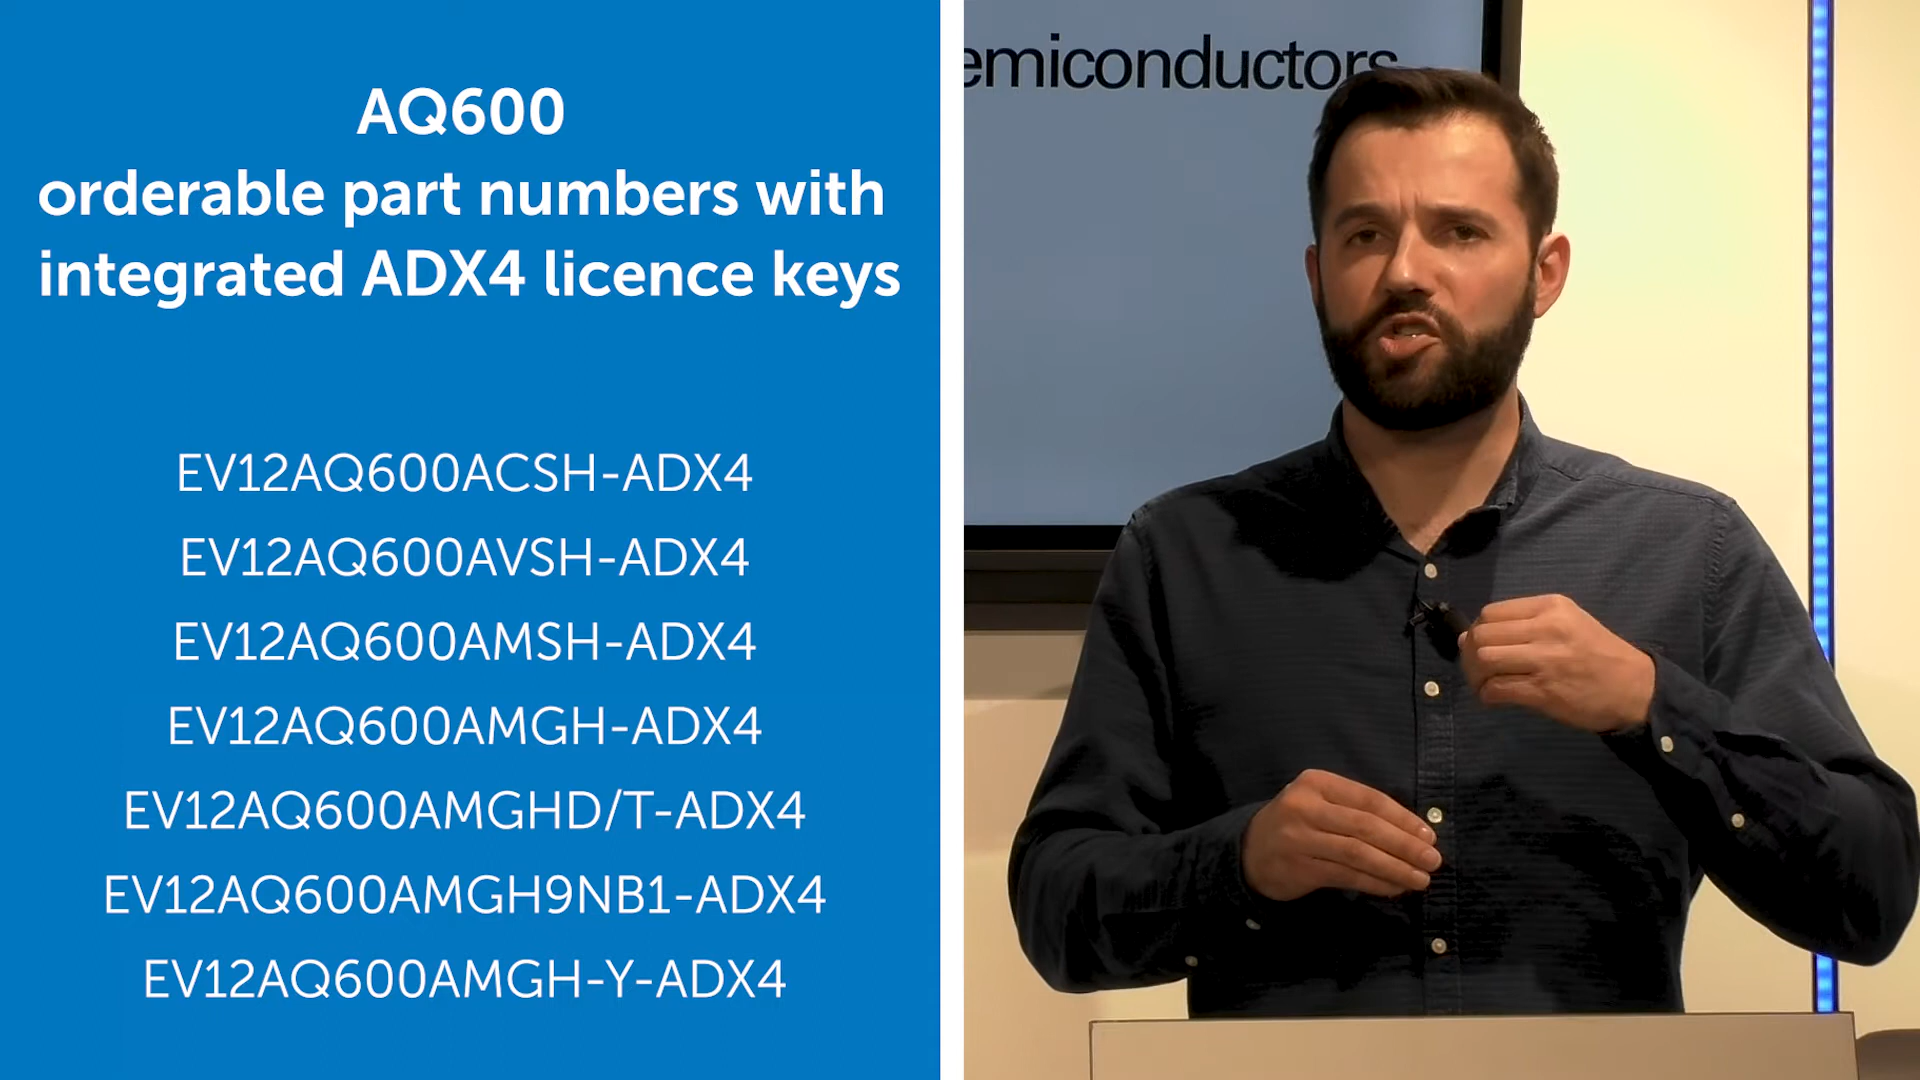 AQ600
orderable part numbers with
integrated ADX4 licence keys
EV12AQ600ACSH-ADX4
EV12AQ600AVSH-ADX4
EV12AQ600AMSH-ADX4
EV12AQ600AMGH-ADX4
EV12AQ600AMGHD/T-ADX4
EV12AQ600AMGH9NB1-ADX4
EV12AQ600AMGH-Y-ADX4
emiconductors